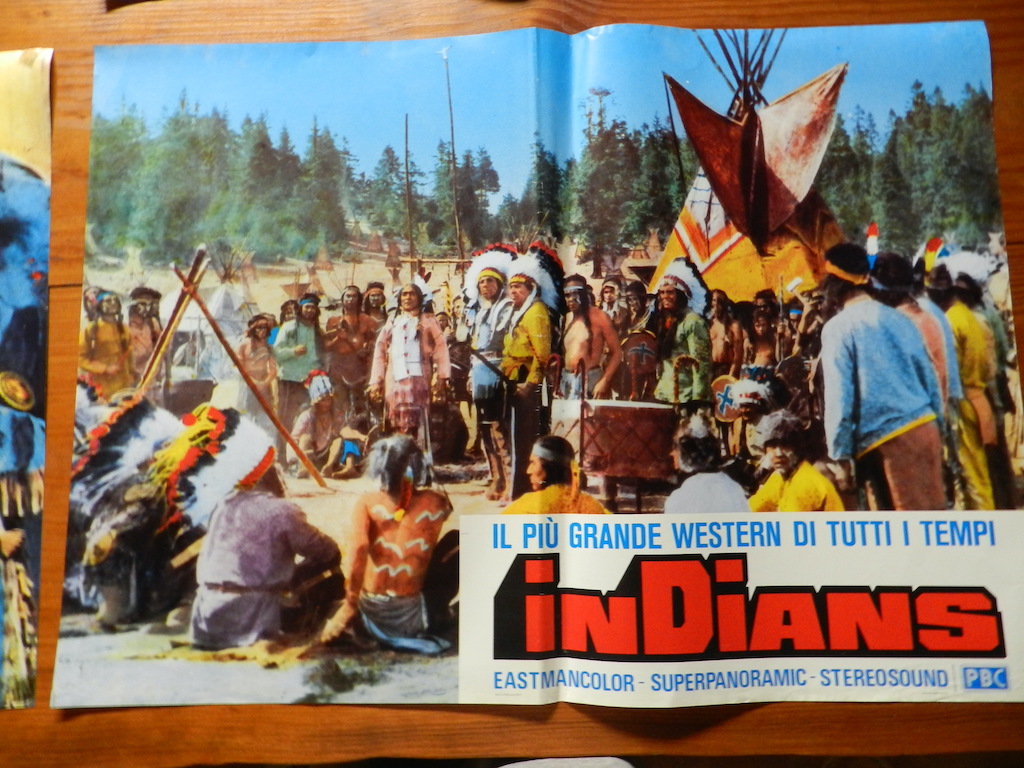 IL PIÙ GRANDE WESTERN DI TUTTI I TEMPI
inDiANS
EASTMANCOLOR - SUPERPANORAMIC - STEREOSOUND PBC